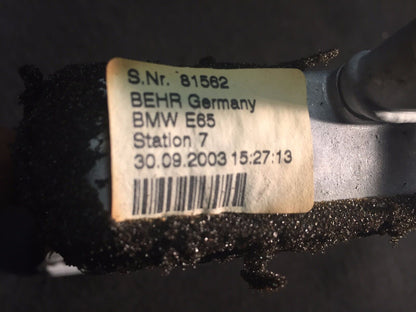 S.Nr. 81562
BEHR Germany
BMW E65
Station 7
30.09.2003 15:27:13